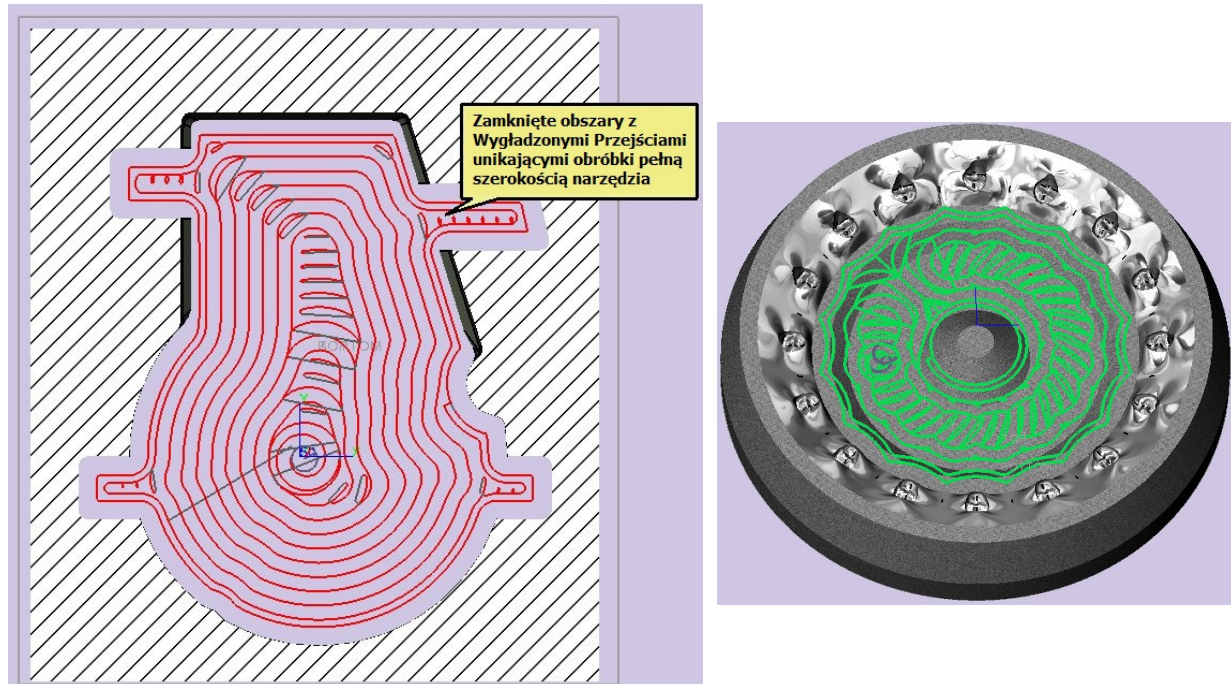 Zamknięte obszary z
Wygładzonymi Przejściami
unikającymi obróbki pełną
szerokością narzędzia
Y
X